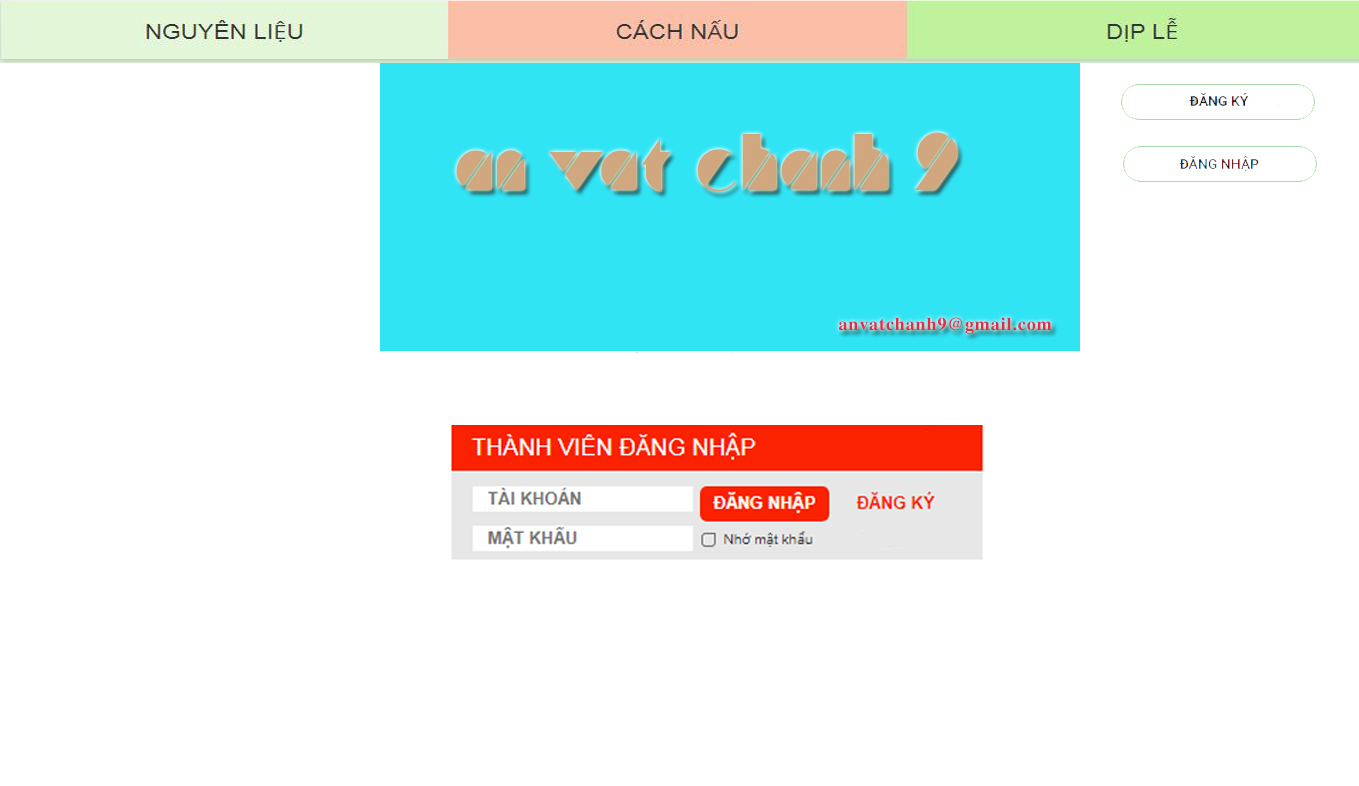 NGUYÊN LIỆU CÁCH NẤU DỊP LỄ
ĐĂNG KÝ
ĐĂNG NHẬP
an vat chanh 9
anvatchanh9@gmail.com
THÀNH VIÊN ĐĂNG NHẬP
TÀI KHOẢN ĐĂNG NHẬP ĐĂNG KÝ
MẬT KHẨU Nhớ mật khẩu